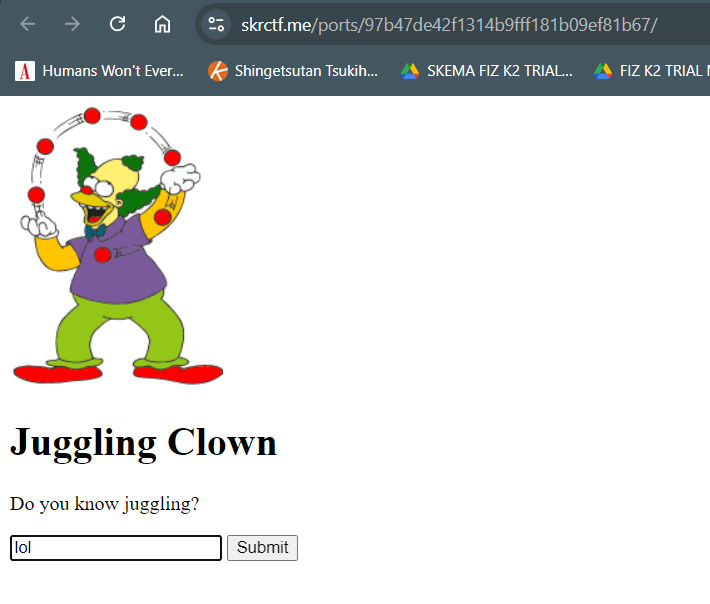 skrctf.me/ports/97b47de42f1314b9fff181b09ef81b67/
A Humans Won't Ever... Shingetsutan Tsukih... SKEMA FIZ K2 TRIAL... FIZ K2 TRIAL
Juggling Clown
Do you know juggling?
lol Submit